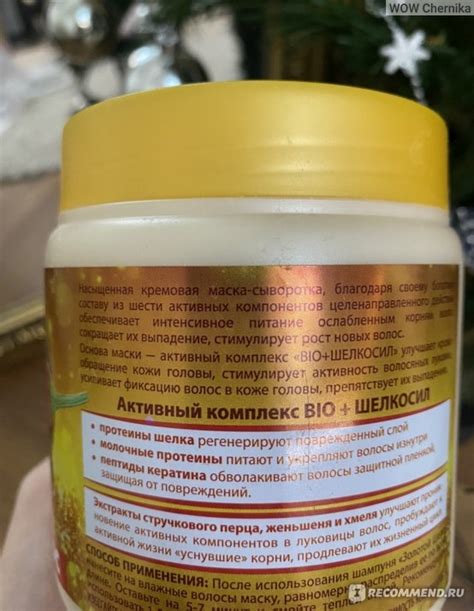 WOW Chernika
Насыщенная кремовая маска-сыворотка, благодаря своему
составу из шести активных компонентов целенаправленного
обеспечивает интенсивное питание ослабленным корням
сокращает их выпадение, стимулирует рост новых волос.
Основа маски — активный комплекс «BIO+ШЕЛКОСИЛ» улучшает
обращение кожи головы, стимулирует активность волосяных
усиливает фиксацию волос в коже головы, препятствует их выпадению.
Активный комплекс BIO + ШЕЛКОСИЛ
• протеины шелка регенерируют поврежденный слой
• молочные протеины питают и укрепляют волосы изнутри
• пептиды кератина обволакивают волосы защитной пленкой,
защищая от повреждений.
Экстракты стручкового перца, женьшеня и хмеля улучшают
новение активных компонентов в луковицы волос, пробуждают к
активной жизни "уснувшие" корни, продлевают их жизненный
СПОСОБ ПРИМЕНЕНИЯ: После использования шампуня «Золотой
нанесите на влажные волосы маску, равномерно распределив
длине. Оставьте на 5-7 минут
iRECOMMEND.RU